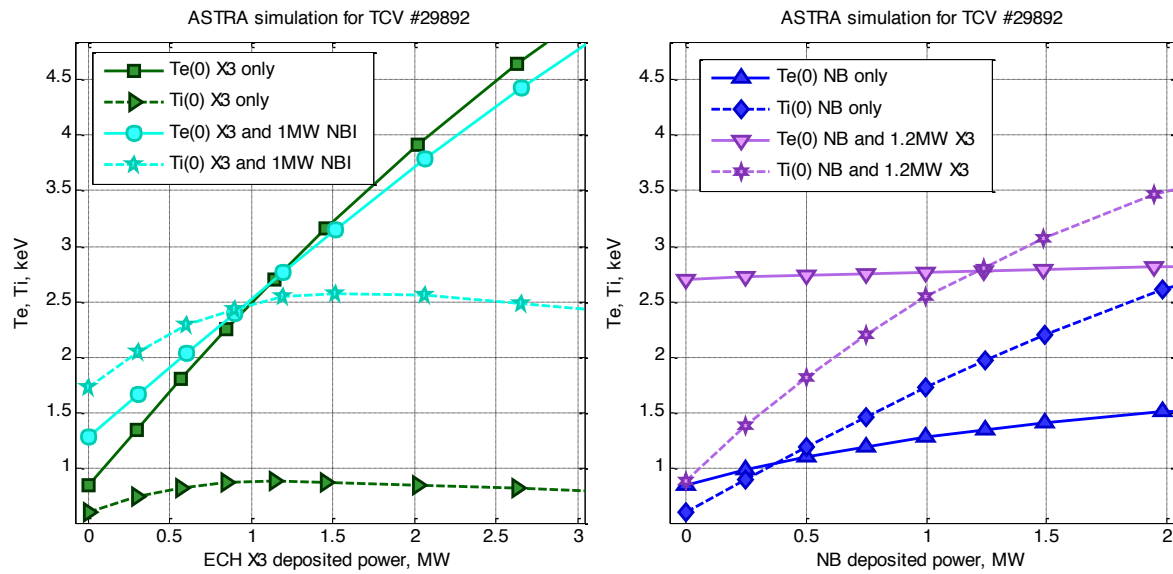 ASTRA simulation for TCV #29892
Te, Ti, keV
4.5
4
3.5
3
2.5
2
1.5
1
Te(0) X3 only
Ti(0) X3 only
Te(0) X3 and 1MW NBI
Ti(0) X3 and 1MW NBI
0 0.5 1 1.5 2 2.5 3
ECH X3 deposited power, MW
ASTRA simulation for TCV #29892
Te, Ti, keV
4.5
4
3.5
3
2.5
2
1.5
1
Te(0) NB only
Ti(0) NB only
Te(0) NB and 1.2MW X3
Ti(0) NB and 1.2MW X3
0 0.5 1 1.5 2
NB deposited power, MW